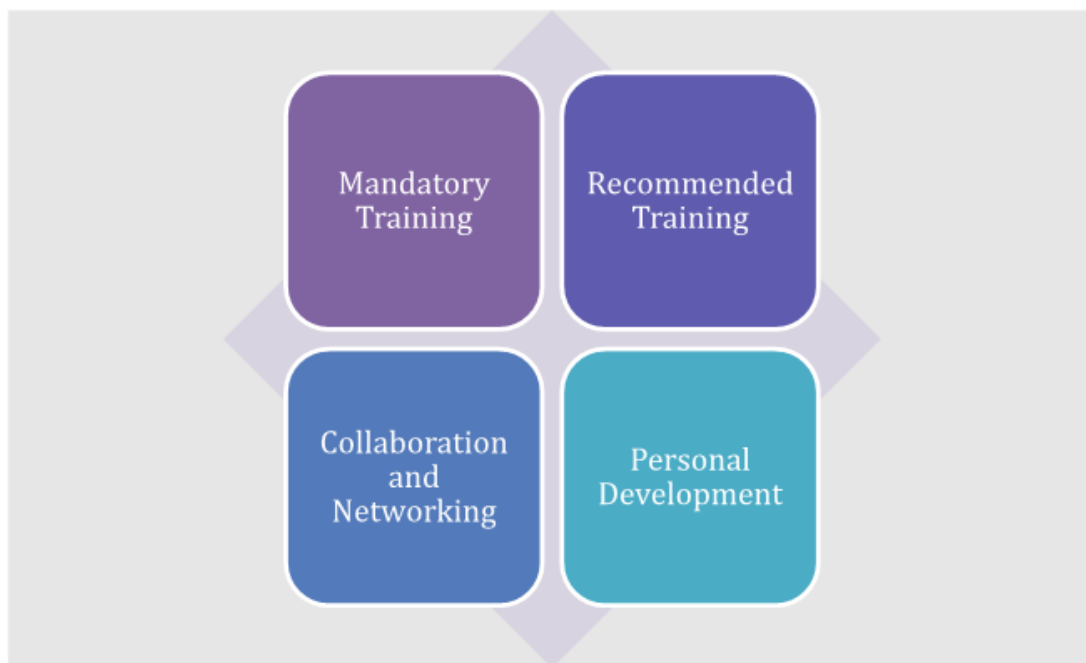 Mandatory
Training
Recommended
Training
Collaboration
and
Networking
Personal
Development